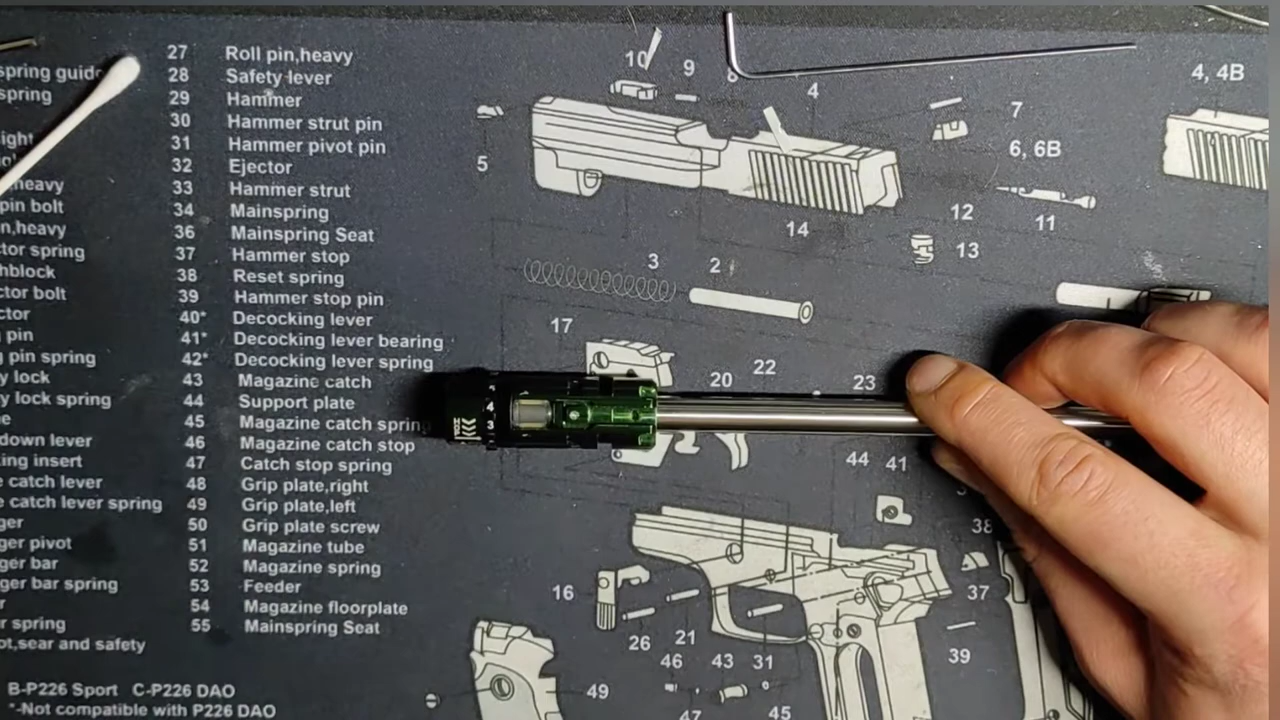 spring guide
spring
ight
heavy
pin bolt
n,heavy
ctor spring
hblock
ctor bolt
ctor
pin
pin spring
y lock
y lock spring
e
down lever
ing insert
e catch lever
e catch lever spring
ger
ger pivot
ger bar
ger bar spring
r
r spring
ot,sear and safety
27 Roll pin,heavy
28 Safety lever
29 Hammer
30 Hammer strut pin
31 Hammer pivot pin
32 Ejector
33 Hammer strut
34 Mainspring
36 Mainspring Seat
37 Hammer stop
38 Reset spring
39 Hammer stop pin
40* Decocking lever
41* Decocking lever bearing
42* Decocking lever spring
43 Magazine catch
44 Support plate
45 Magazine catch spring
46 Magazine catch stop
47 Catch stop spring
48 Grip plate,right
49 Grip plate,left
50 Grip plate screw
51 Magazine tube
52 Magazine spring
53 Feeder
54 Magazine floorplate
55 Mainspring Seat
B-P226 Sport C-P226 DAO
*-Not compatible with P226 DAO
10
9
8
4
4, 4B
7
5
6, 6B
12
11
14
13
3
2
17
22
20
23
4
3
44
41
38
16
37
26
21
39
46
43
31
49
47
45